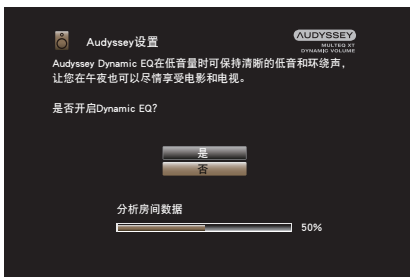 Audyssey设置
AUDYSSEY
MULTEQ XT
DYNAMIC VOLUME
Audyssey Dynamic EQ在低音量时可保持清晰的低音和环绕声，
让您在午夜也可以尽情享受电影和电视。
是否开启Dynamic EQ?
是
否
分析房间数据
50%